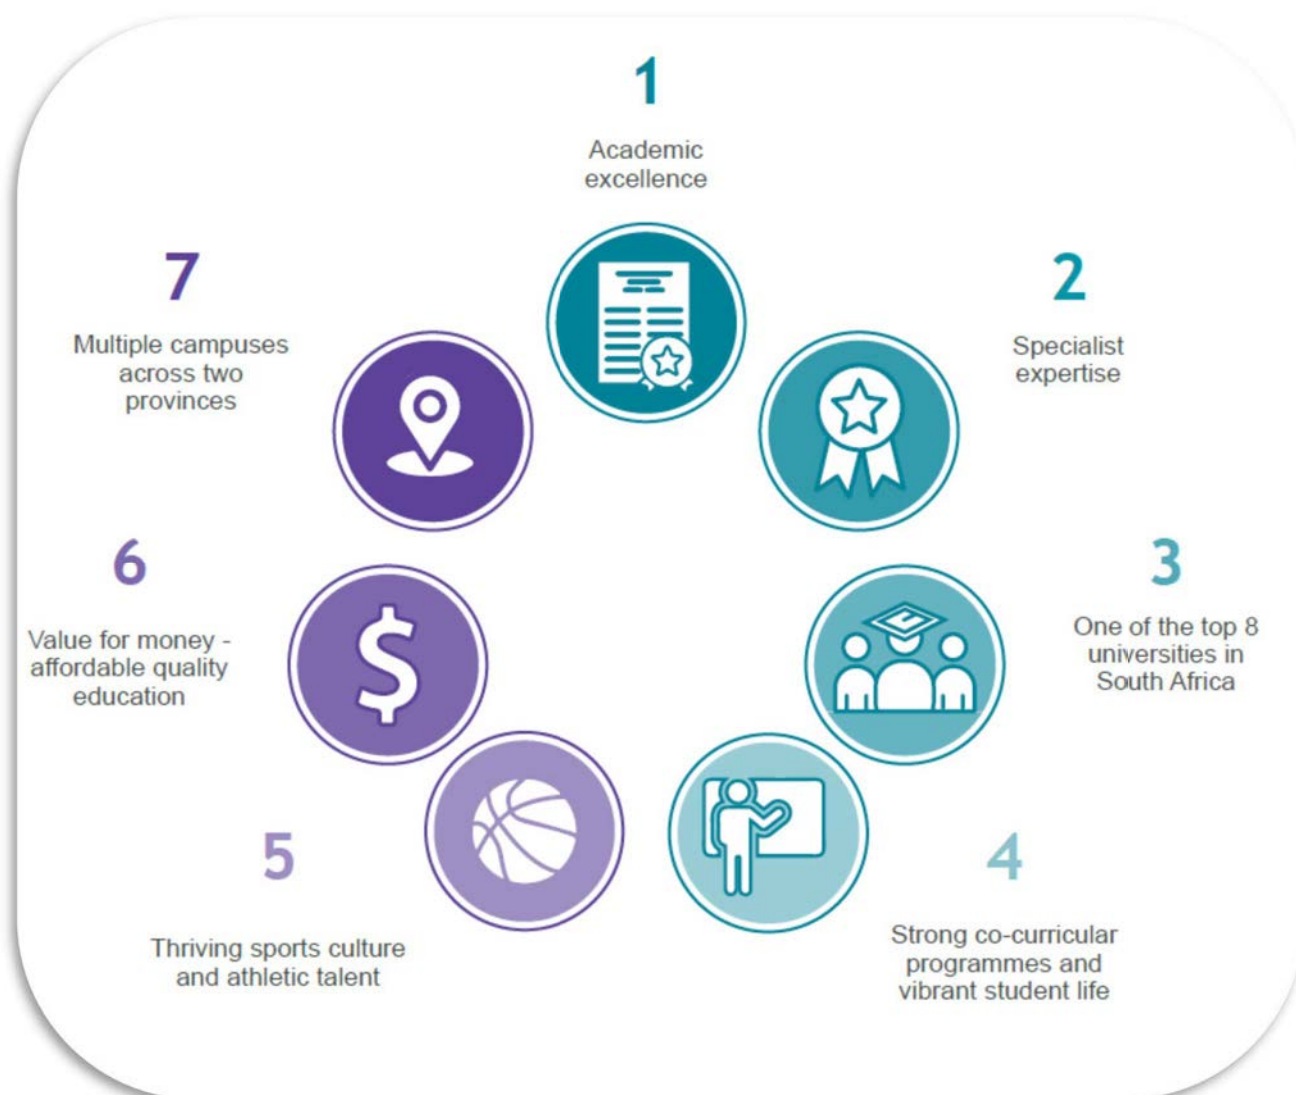 1
Academic
excellence
2
Specialist
expertise
3
One of the top 8
universities in
South Africa
4
Strong co-curricular
programmes and
vibrant student life
5
Thriving sports culture
and athletic talent
6
Value for money -
affordable quality
education
7
Multiple campuses
across two
provinces
$